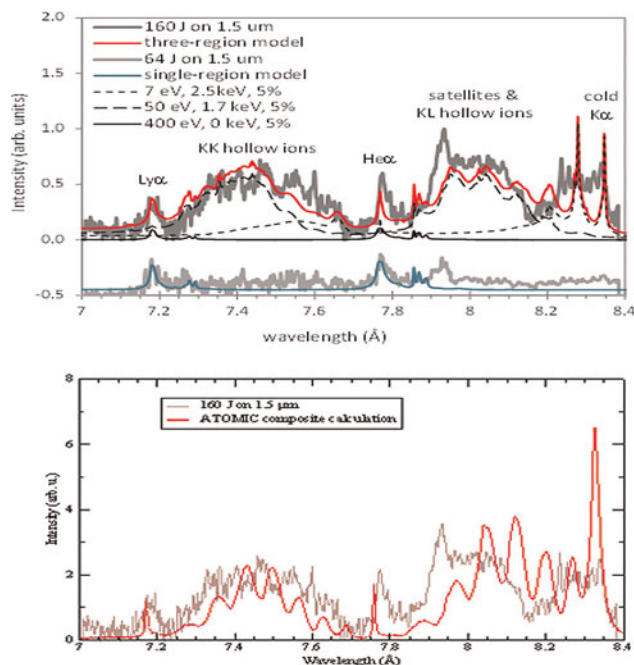 2.0
160 J on 1.5 um
three-region model
64 J on 1.5 um
single-region model
7 eV, 2.5keV, 5%
50 eV, 1.7 keV, 5%
400 eV, 0 keV, 5%
1.5
1.0
0.5
0.0
-0.5
Intensity (arb. units)
satellites &
KL hollow ions
cold
Kα
KK hollow ions
Lyα
Heα
7 7.2 7.4 7.6 7.8 8 8.2 8.4
wavelength (Å)
8
6
4
2
0
Intensity (arb. u.)
160 J on 1.5 μm
ATOMIC composite calculation
7 7.2 7.4 7.6 7.8 8 8.2 8.4
Wavelength (Å)